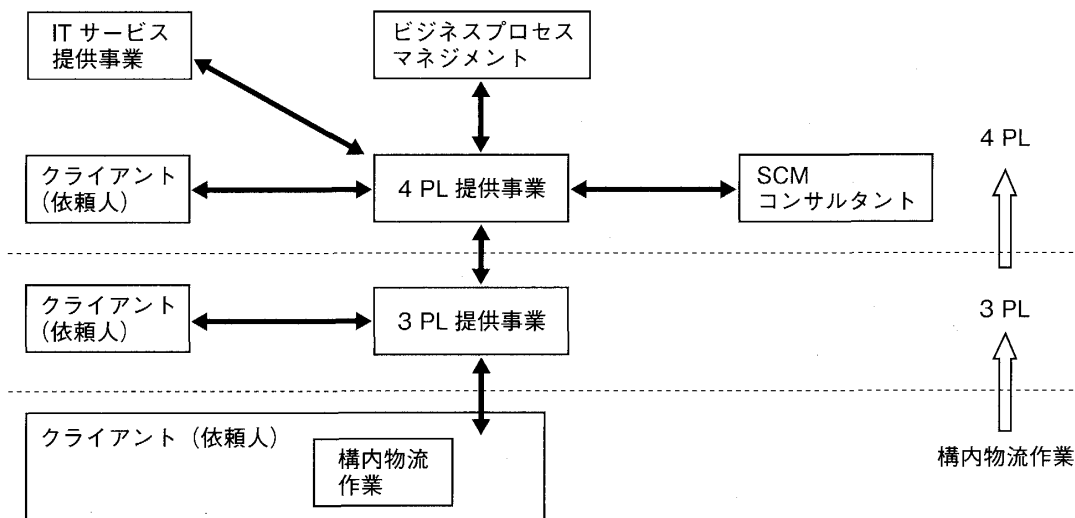 IT サービス
提供事業
ビジネスプロセス
マネジメント
クライアント
(依頼人)
4 PL 提供事業
SCM
コンサルタント
4 PL
クライアント
(依頼人)
3 PL 提供事業
3 PL
クライアント (依頼人)
構内物流
作業
構内物流作業